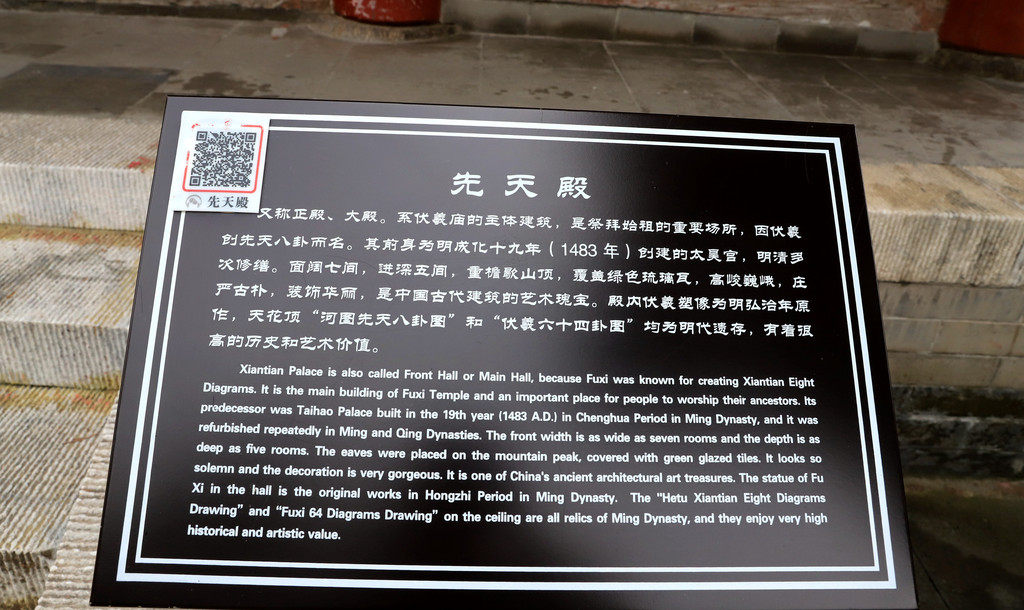 先天殿
先天殿
又称正殿、大殿。系伏羲庙的主体建筑，是祭拜始祖的重要场所，因伏羲
创先天八卦而名。其前身为明成化十九年（1483 年）创建的太昊宫，明清多
次修缮。面阔七间，进深五间，重檐歇山顶，覆盖绿色琉璃瓦，高峻巍峨，庄
严古朴，装饰华丽，是中国古代建筑的艺术瑰宝。殿内伏羲塑像为明弘治年原
作，天花顶“河图先天八卦图”和“伏羲六十四卦图”均为明代遗存，有着很
高的历史和艺术价值。
Xiantian Palace is also called Front Hall or Main Hall, because Fuxi was known for creating Xiantian Eight
Diagrams. It is the main building of Fuxi Temple and an important place for people to worship their ancestors. Its
predecessor was Taihao Palace built in the 19th year (1483 A.D.) in Chenghua Period in Ming Dynasty, and it was
refurbished repeatedly in Ming and Qing Dynasties. The front width is as wide as seven rooms and the depth is as
deep as five rooms. The eaves were placed on the mountain peak, covered with green glazed tiles. It looks so
solemn and the decoration is very gorgeous. It is one of China's ancient architectural art treasures. The statue of Fu
Xi in the hall is the original works in Hongzhi Period in Ming Dynasty. The "Hetu Xiantian Eight Diagrams
Drawing” and “Fuxi 64 Diagrams Drawing” on the ceiling are all relics of Ming Dynasty, and they enjoy very high
historical and artistic value.